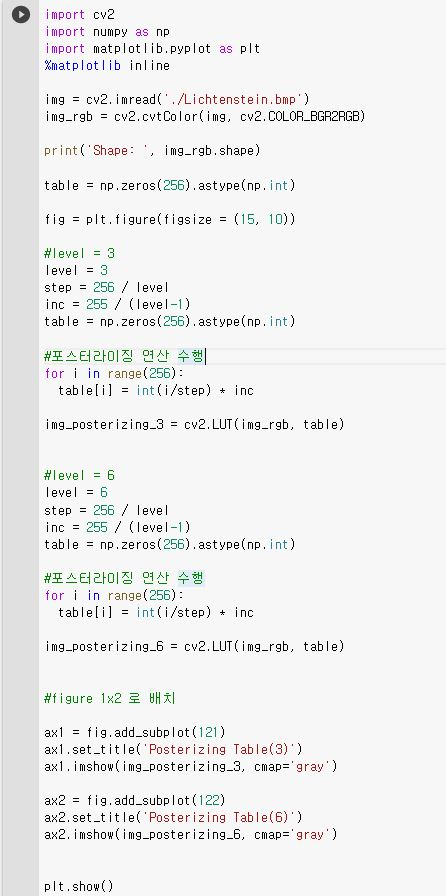 import cv2
import numpy as np
import matplotlib.pyplot as plt
%matplotlib inline
img = cv2.imread('./Lichtenstein.bmp')
img_rgb = cv2.cvtColor(img, cv2.COLOR_BGR2RGB)
print('Shape: ', img_rgb.shape)
table = np.zeros(256).astype(np.int)
fig = plt.figure(figsize = (15, 10))
#level = 3
level = 3
step = 256 / level
inc = 255 / (level-1)
table = np.zeros(256).astype(np.int)
#포스터라이징 연산 수행
for i in range(256):
  table[i] = int(i/step) * inc
img_posterizing_3 = cv2.LUT(img_rgb, table)
#level = 6
level = 6
step = 256 / level
inc = 255 / (level-1)
table = np.zeros(256).astype(np.int)
#포스터라이징 연산 수행
for i in range(256):
  table[i] = int(i/step) * inc
img_posterizing_6 = cv2.LUT(img_rgb, table)
#figure 1x2 로 배치
ax1 = fig.add_subplot(121)
ax1.set_title('Posterizing Table(3)')
ax1.imshow(img_posterizing_3, cmap='gray')
ax2 = fig.add_subplot(122)
ax2.set_title('Posterizing Table(6)')
ax2.imshow(img_posterizing_6, cmap='gray')
plt.show()